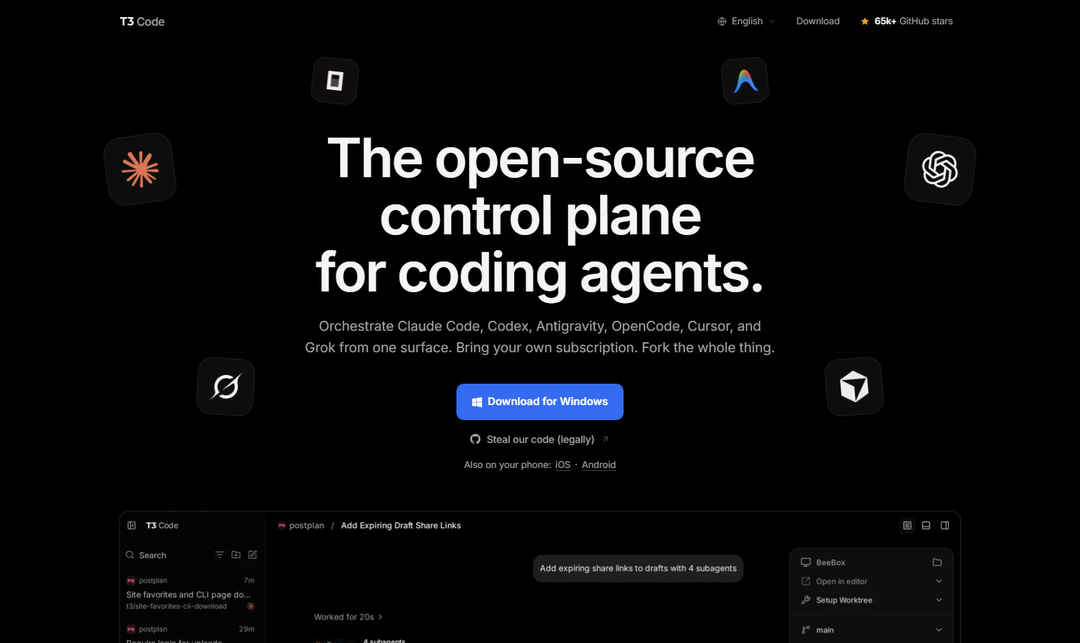 T3 Code
English
Download
65k+ GitHub stars
The open-source
control plane
for coding agents.
Orchestrate Claude Code, Codex, Antigravity, OpenCode, Cursor, and
Grok from one surface. Bring your own subscription. Fork the whole thing.
Download for Windows
Steal our code (legally)
Also on your phone: iOS · Android
T3 Code
postplan / Add Expiring Draft Share Links
Search
Add expiring share links to drafts with 4 subagents
BeeBox
Open in editor
Setup Worktree
main
PN postplan 7m
Site favorites and CLI page do...
t3/site-favorites-cli-download
Worked for 20s
PN postplan 29m
4 subagents